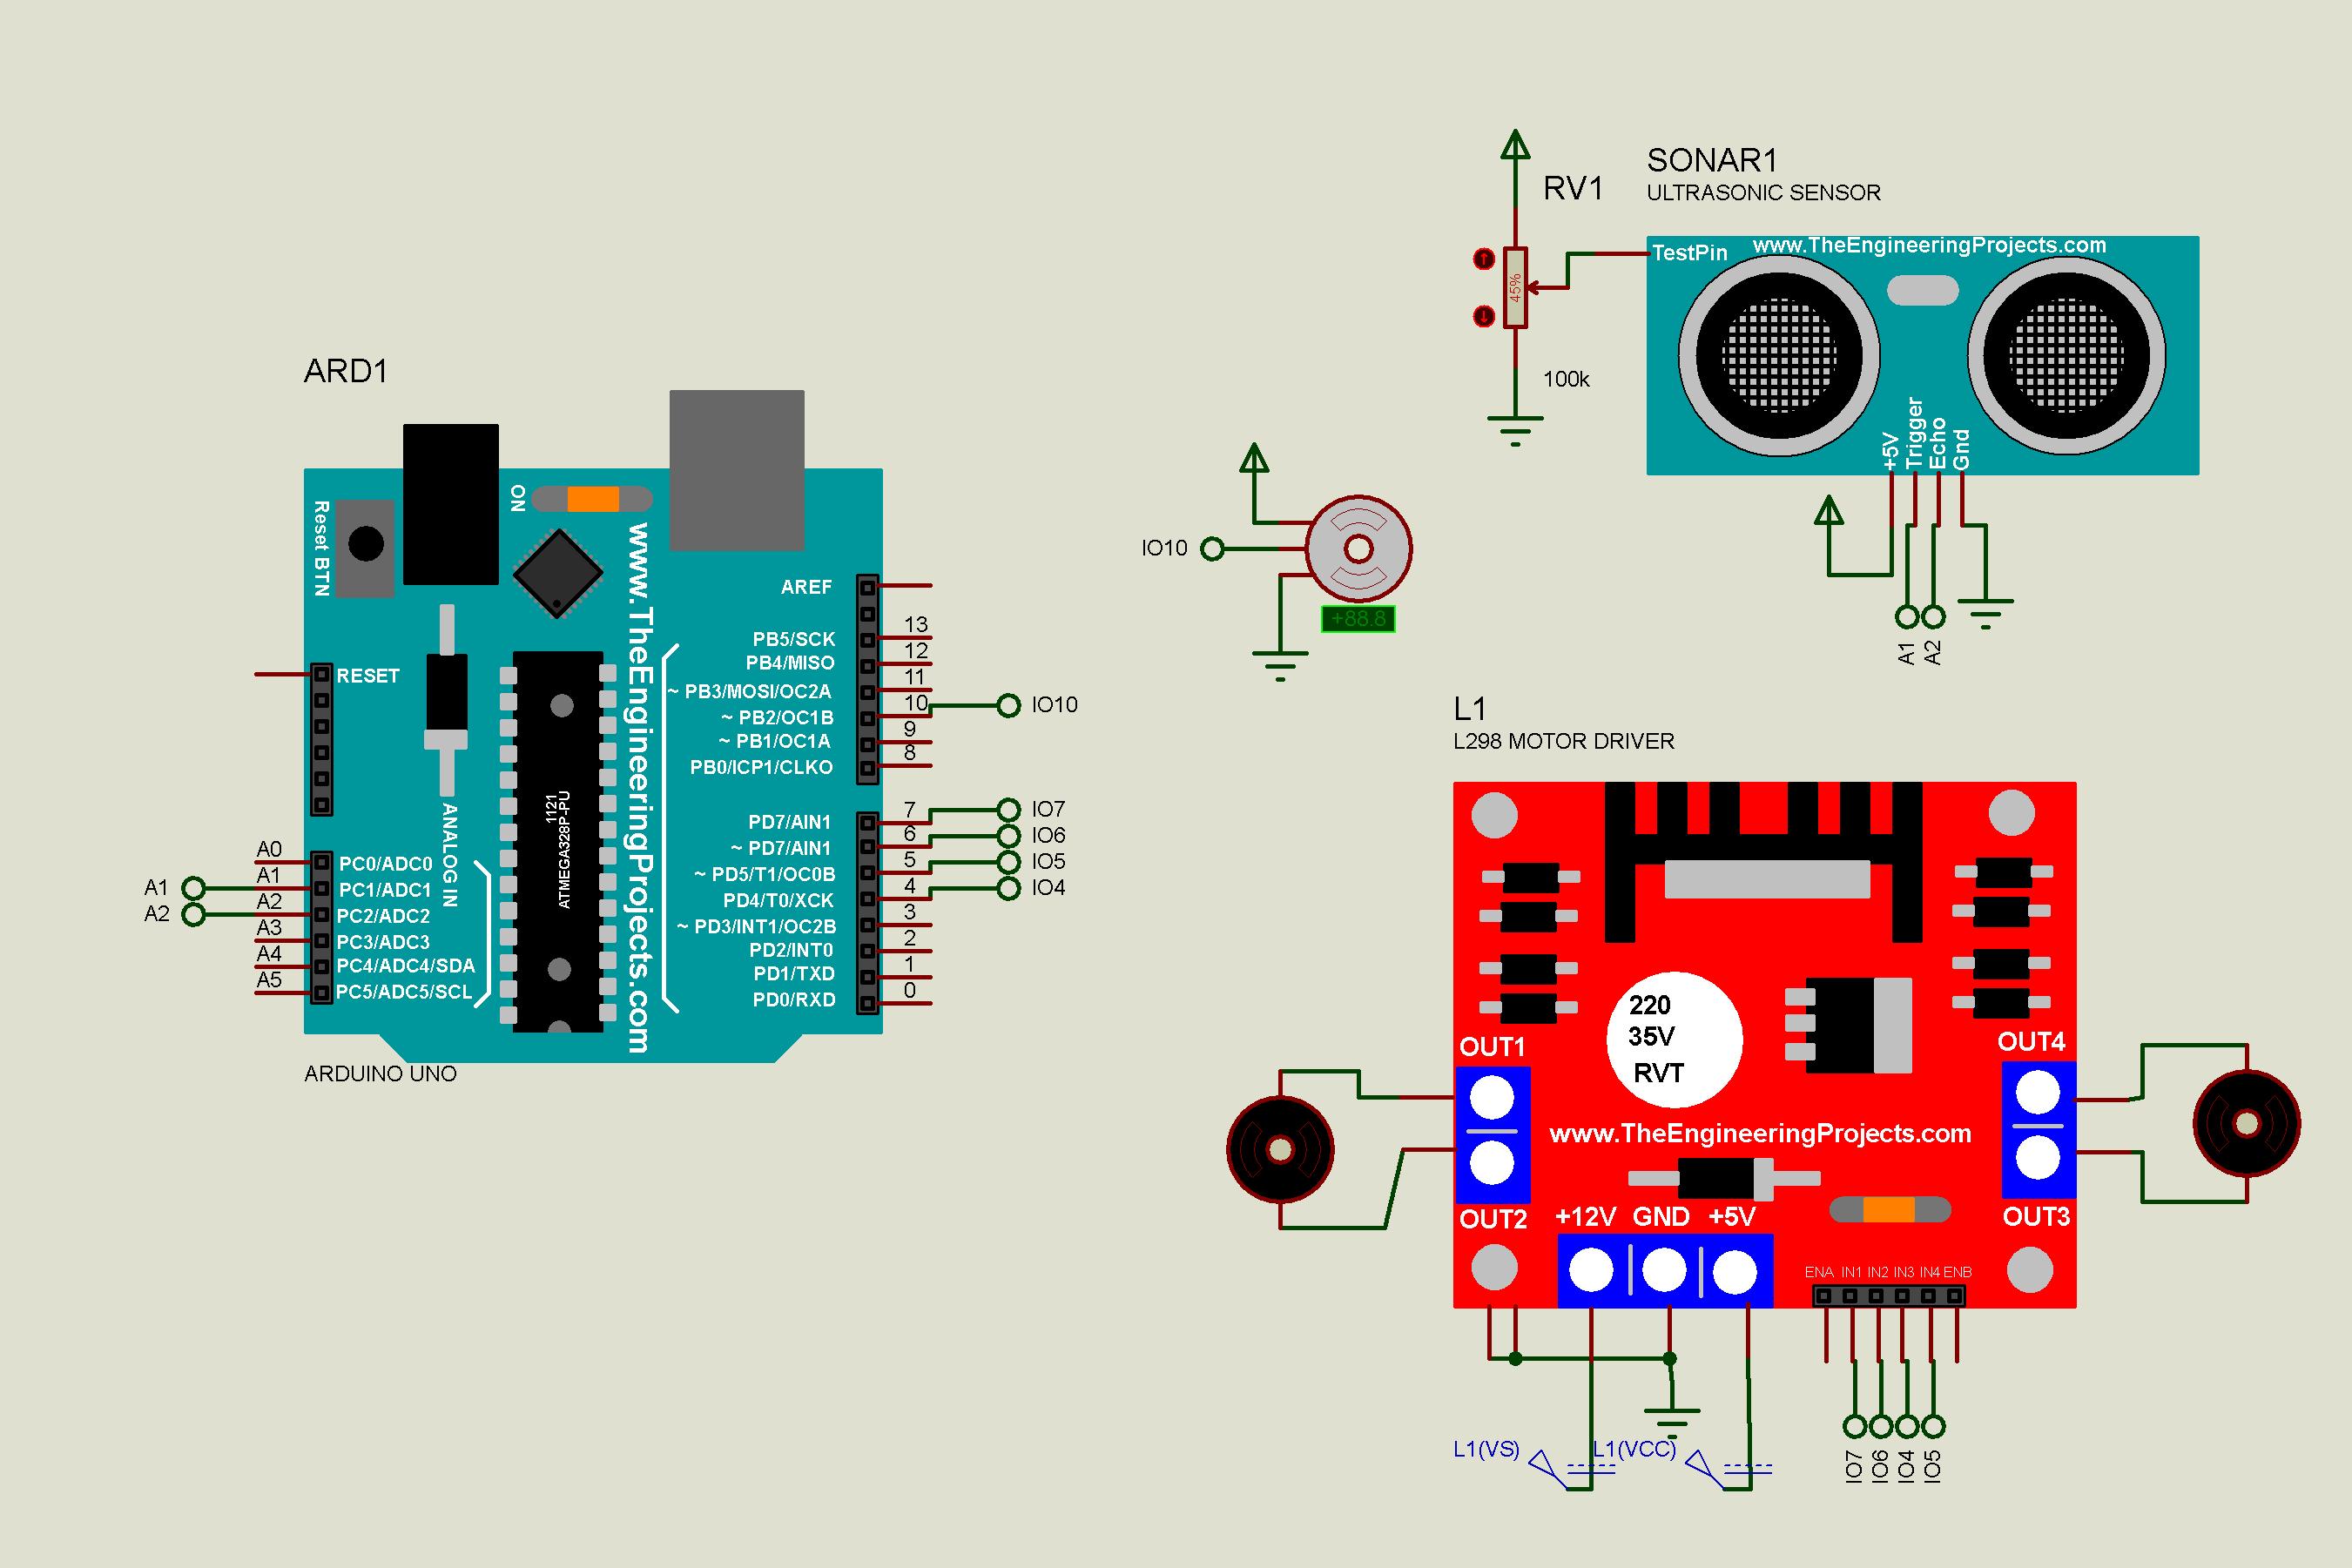 RV1
45%
100k
SONAR1
ULTRASONIC SENSOR
TestPin
www.TheEngineeringProjects.com
+5V
Trigger
Echo
Gnd
A1
A2
ARD1
Reset BTN
ON
www.TheEngineeringProjects.com
RESET
ANALOG IN
1121
ATMEGA328P-PU
AREF
PB5/SCK 13
PB4/MISO 12
~ PB3/MOSI/OC2A 11
~ PB2/OC1B 10 IO10
~ PB1/OC1A 9
PB0/ICP1/CLKO 8
PD7/AIN1 7 IO7
~ PD7/AIN1 6 IO6
~ PD5/T1/OC0B 5 IO5
PD4/T0/XCK 4 IO4
~ PD3/INT1/OC2B 3
PD2/INT0 2
PD1/TXD 1
PD0/RXD 0
A0 PC0/ADC0
A1 A1 PC1/ADC1
A2 A2 PC2/ADC2
A3 PC3/ADC3
A4 PC4/ADC4/SDA
A5 PC5/ADC5/SCL
ARDUINO UNO
IO10
+88.8
L1
L298 MOTOR DRIVER
220
35V
RVT
OUT1
OUT4
www.TheEngineeringProjects.com
OUT2
+12V GND +5V
OUT3
ENA IN1 IN2 IN3 IN4 ENB
L1(VS)
L1(VCC)
IO7
IO6
IO4
IO5